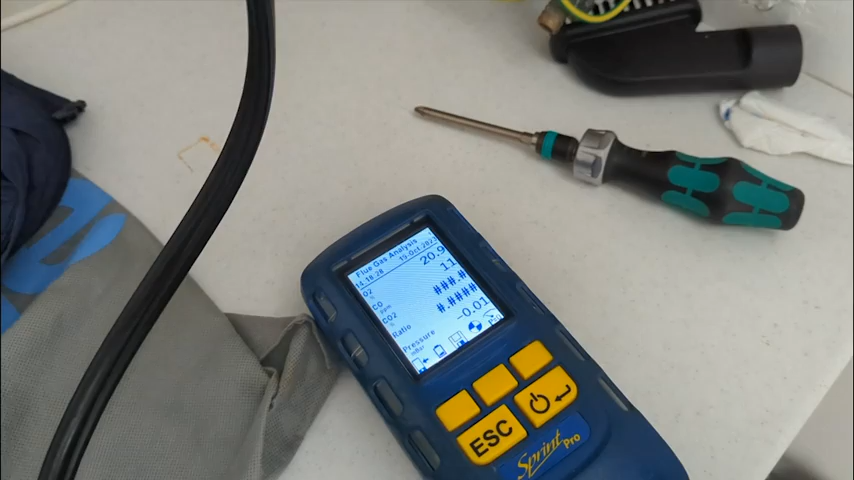 Flue Gas Analysis
14:18:28 19-Oct-2023
O2 % 20.9
CO ppm 11
CO2 % ###.#
Ratio #.####
Pressure mbar -0.01
ESC
Sprint Pro